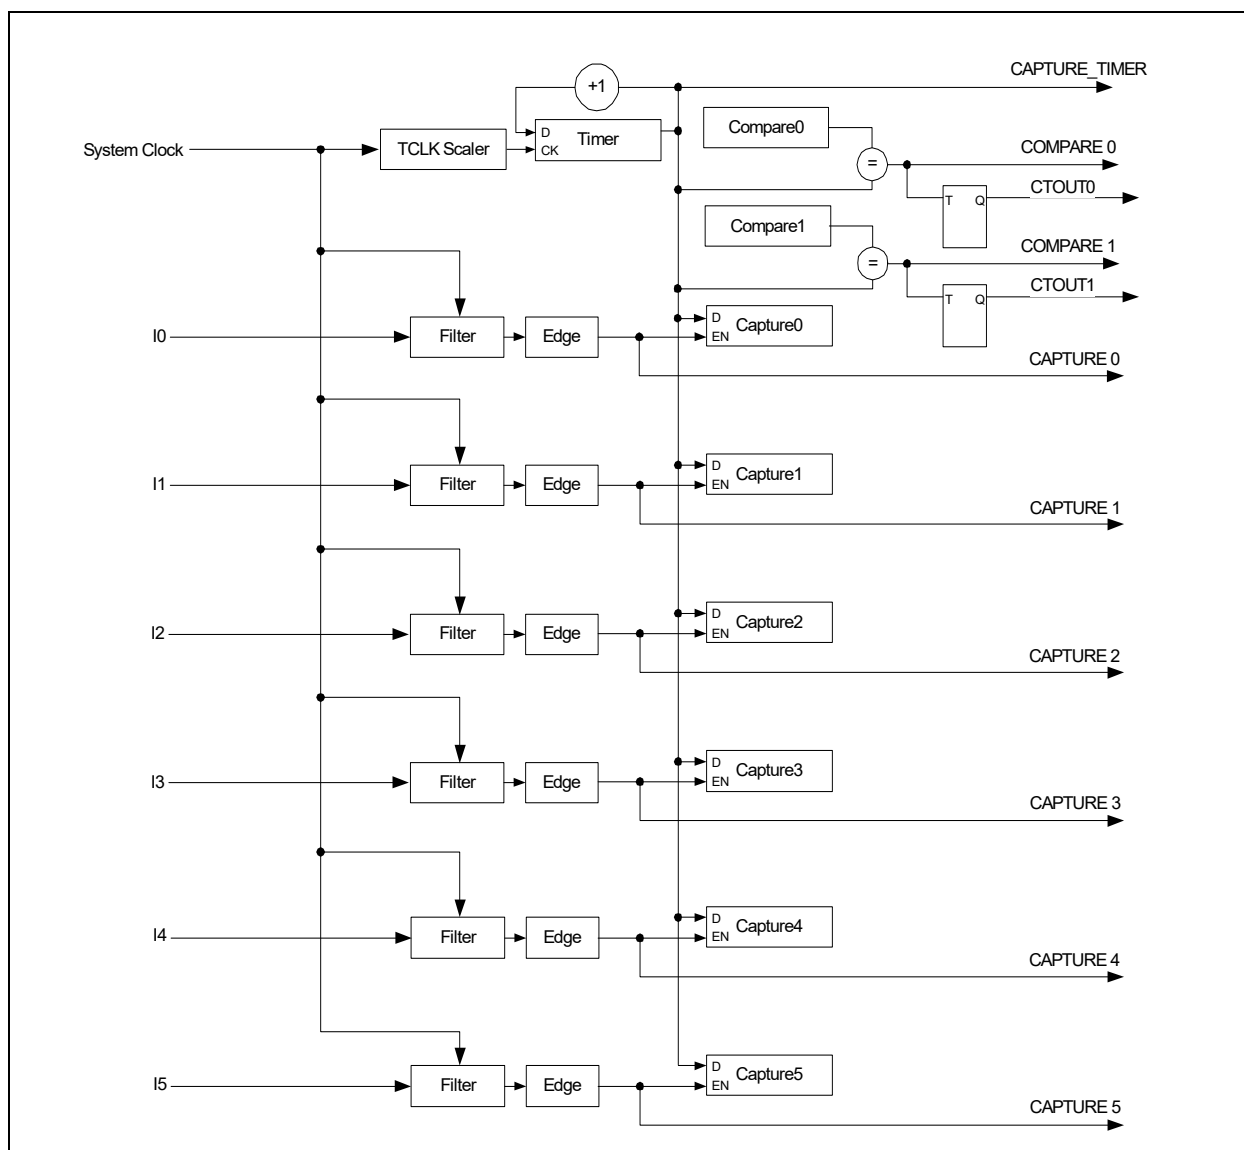 CAPTURE_TIMER
+1
Compare0
D
Timer
System Clock
TCLK Scaler
CK
=
COMPARE 0
T
Q
CTOUT0
Compare1
COMPARE 1
=
CTOUT1
T
Q
D
Capture0
I0
Filter
Edge
EN
CAPTURE 0
D
Capture1
I1
Filter
Edge
EN
CAPTURE 1
D
Capture2
I2
Filter
Edge
EN
CAPTURE 2
D
Capture3
I3
Filter
Edge
EN
CAPTURE 3
D
Capture4
I4
Filter
Edge
EN
CAPTURE 4
D
Capture5
I5
Filter
Edge
EN
CAPTURE 5